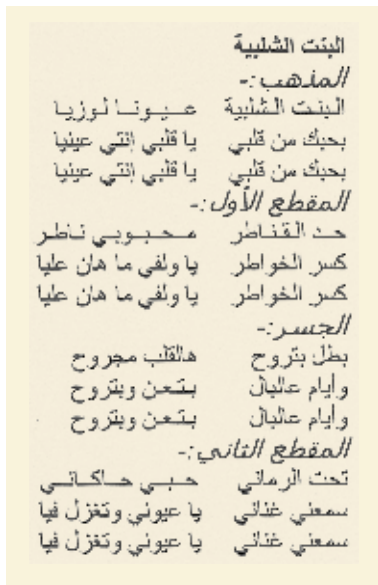 البنت الشلبية
المذهب:-
البنت الشلبية عيونا لوزيا
بحبك من قلبي يا قلبي إنتي عينيا
بحبك من قلبي يا قلبي إنتي عينيا
المقطع الأول:-
حد القناطر محبوبي ناطر
كسر الخواطر يا ولفي ما هان عليا
كسر الخواطر يا ولفي ما هان عليا
الجسر:-
بطل بتروح هالقلب مجروح
وأيام عالبال بتعن وبتروح
وأيام عالبال بتعن وبتروح
المقطع الثاني:-
تحت الرماني حبي حاكاني
سمعني غناني يا عيوني وتغزل فيا
سمعني غناني يا عيوني وتغزل فيا